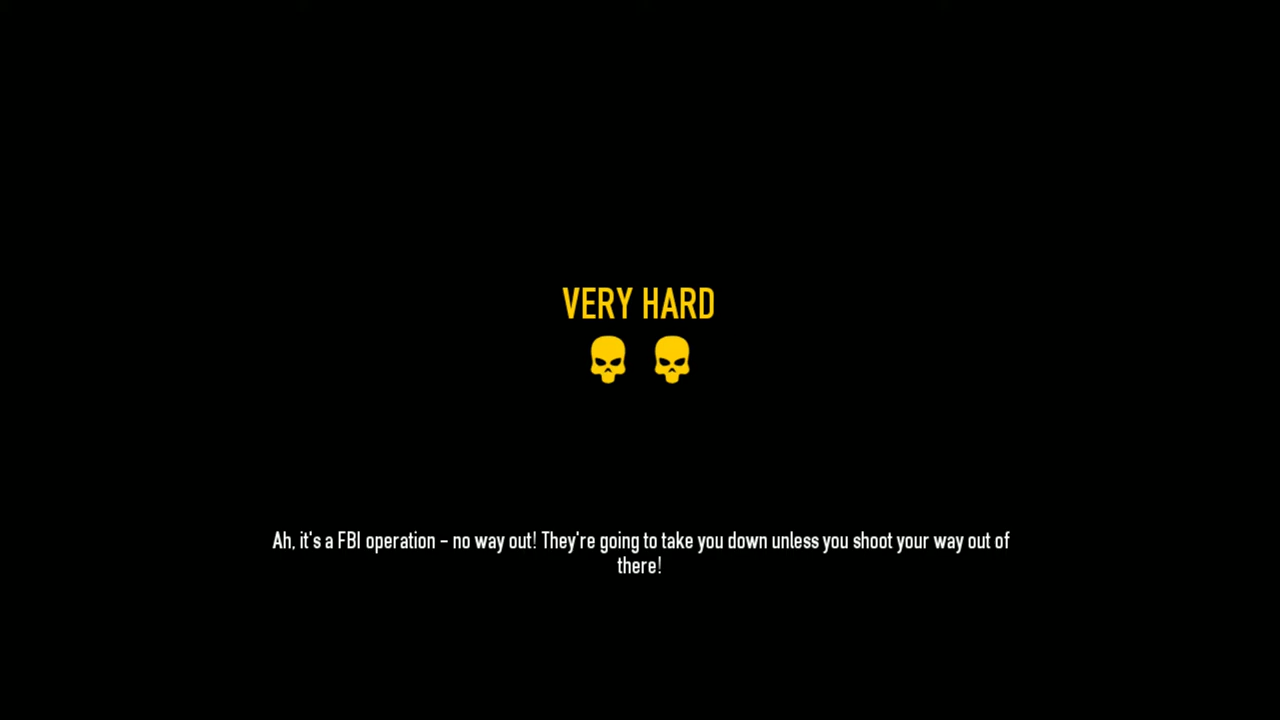 VERY HARD
Ah, it's a FBI operation - no way out! They're going to take you down unless you shoot your way out of
there!